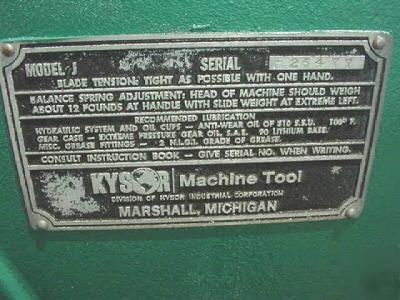 MODEL J SERIAL
BLADE TENSION: TIGHT AS POSSIBLE WITH ONE HAND.
BALANCE SPRING ADJUSTMENT: HEAD OF MACHINE SHOULD WEIGH
ABOUT 12 POUNDS AT HANDLE WITH SLIDE WEIGHT AT EXTREME LEFT.
RECOMMENDED LUBRICATION
HYDRAULIC SYSTEM AND OIL CUPS - ANTI-WEAR OIL OF 310 S.S.U. 100° F.
GEAR CASE - EXTREME PRESSURE GEAR OIL, S.A.E. 90 LITHIUM BASE.
MISC. GREASE FITTINGS - 2 N.L.G.I. GRADE OF GREASE.
CONSULT INSTRUCTION BOOK - GIVE SERIAL NO. WHEN WRITING.
KYSOR Machine Tool
DIVISION OF KYSOR INDUSTRIAL CORPORATION
MARSHALL, MICHIGAN